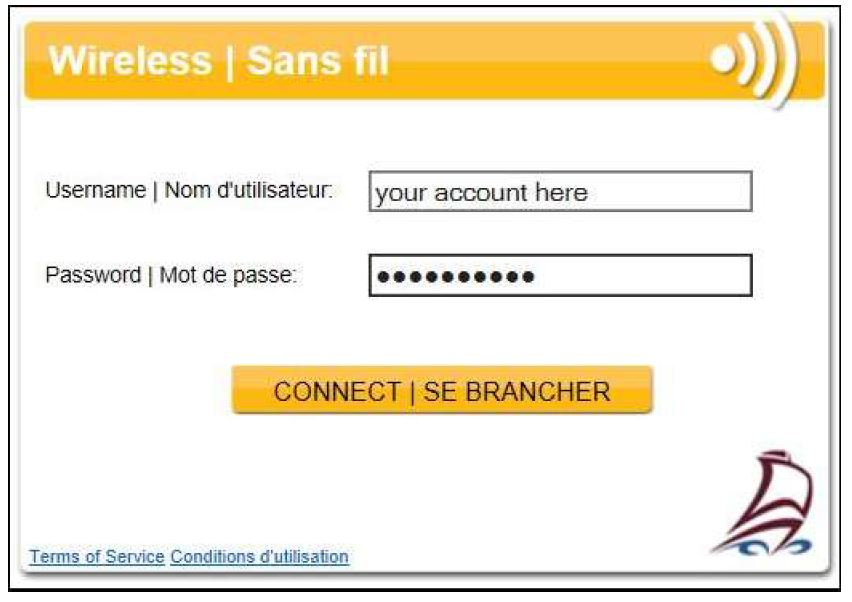 Wireless | Sans fil
Username | Nom d'utilisateur:
your account here
Password | Mot de passe:
●●●●●●●●●●
CONNECT | SE BRANCHER
Terms of Service Conditions d'utilisation